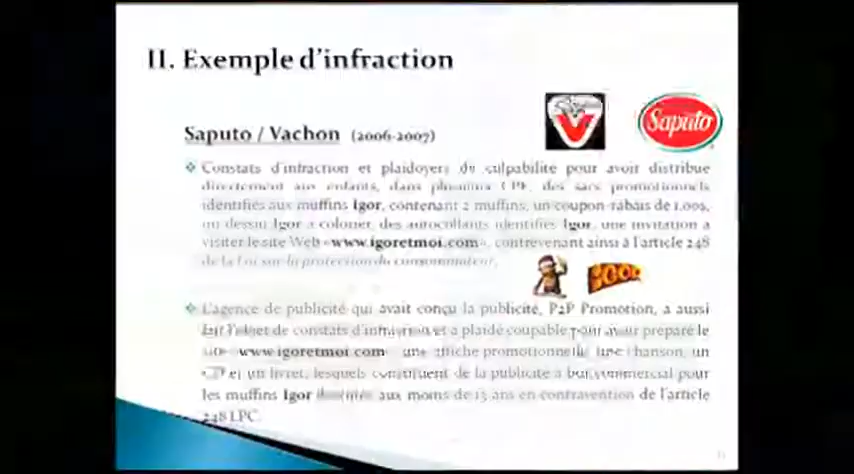 II. Exemple d'infraction
Saputo / Vachon (2006-2007)
Saputo
Constats d'infraction et plaidoyers de culpabilité pour avoir distribué
directement aux enfants, dans plusieurs CPE, des sacs promotionnels
identifiés aux muffins Igor, contenant 2 muffins, un coupon-rabais de 1,00$,
un dessin Igor à colorier, des autocollants identifiés Igor, une invitation à
visiter le site Web «www.igoretmoi.com», contrevenant ainsi à l'article 248
de la Loi sur la protection du consommateur.
IGOR
L'agence de publicité qui avait conçu la publicité, P2P Promotion, a aussi
fait l'objet de constats d'infraction et a plaidé coupable pour avoir préparé le
site «www.igoretmoi.com» une affiche promotionnelle, une chanson, un
et un livret, lesquels constituent de la publicité à but commercial pour
les muffins Igor destinée aux moins de 13 ans en contravention de l'article
248 LPC.